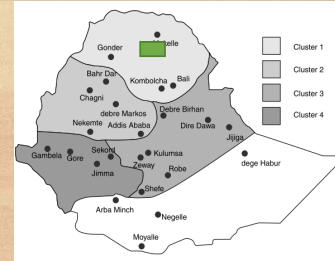 Gonder
Bahr Dar
Kombolcha
Bali
Chagni
debre Markos
Debre Birhan
Nekemte
Addis Ababa
Dire Dawa
Jijiga
Gambela
Gore
Sekord
Kulumsa
dege Habur
Jimma
Zeway
Robe
Shefe
Arba Minch
Negelle
Moyalle
Cluster 1
Cluster 2
Cluster 3
Cluster 4